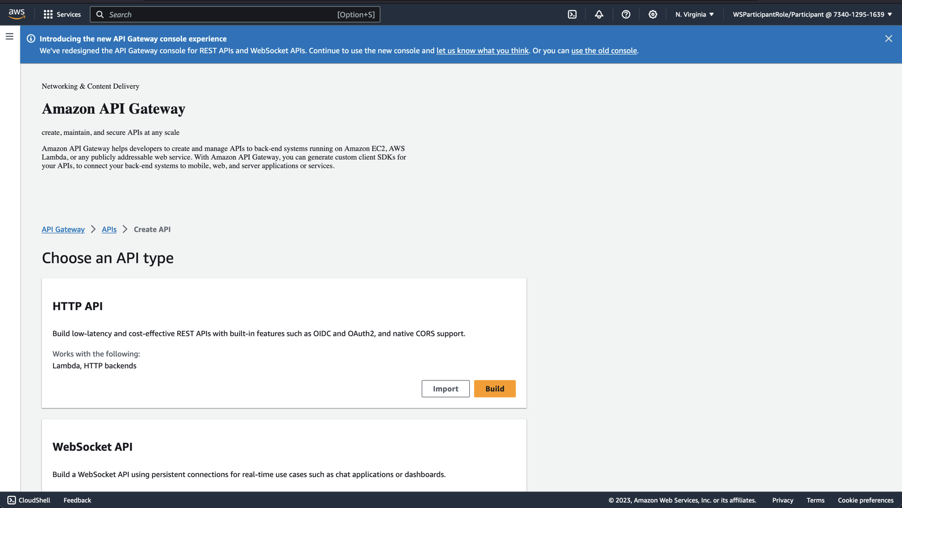 aws
Services
Search
[Option+S]
N. Virginia ▼
WSParticipantRole/Participant @ 7340-1295-1639 ▼
Introducing the new API Gateway console experience
We've redesigned the API Gateway console for REST APIs and WebSocket APIs. Continue to use the new console and let us know what you think. Or you can use the old console.
Networking & Content Delivery
Amazon API Gateway
create, maintain, and secure APIs at any scale
Amazon API Gateway helps developers to create and manage APIs to back-end systems running on Amazon EC2, AWS
Lambda, or any publicly addressable web service. With Amazon API Gateway, you can generate custom client SDKs for
your APIs, to connect your back-end systems to mobile, web, and server applications or services.
API Gateway > APIs > Create API
Choose an API type
HTTP API
Build low-latency and cost-effective REST APIs with built-in features such as OIDC and OAuth2, and native CORS support.
Works with the following:
Lambda, HTTP backends
Import
Build
WebSocket API
Build a WebSocket API using persistent connections for real-time use cases such as chat applications or dashboards.
CloudShell
Feedback
© 2023, Amazon Web Services, Inc. or its affiliates.
Privacy
Terms
Cookie preferences